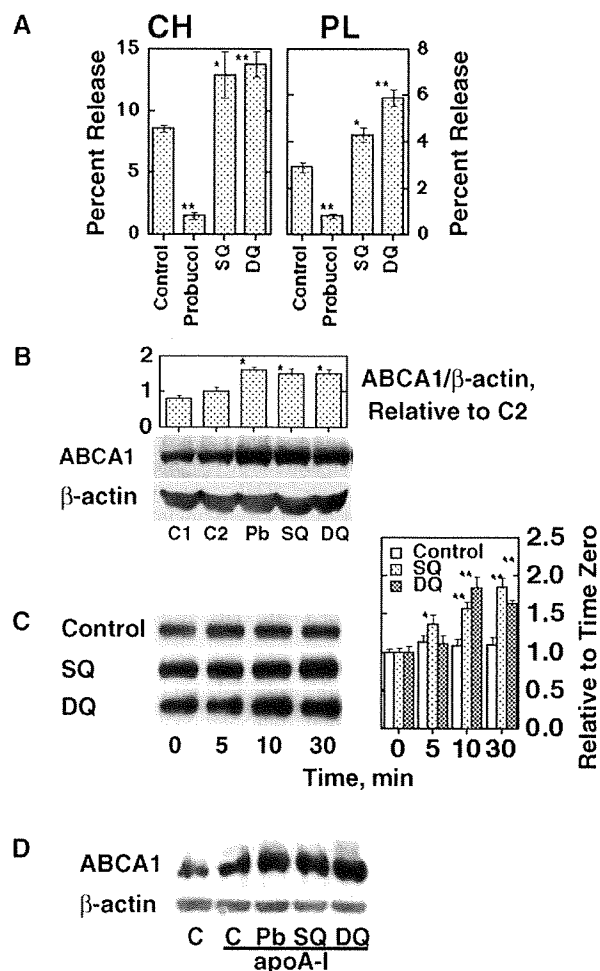 A
CH
PL
Percent Release
15
10
5
0
8
6
4
2
0
Percent Release
Control
Probucol
SQ
DQ
Control
Probucol
SQ
DQ
**
*
**
**
*
**
B
2
1
0
*
*
*
ABCA1/β-actin,
Relative to C2
ABCA1
β-actin
C1 C2 Pb SQ DQ
C
Control
SQ
DQ
0 5 10 30
Time, min
Control
SQ
DQ
2.5
2.0
1.5
1.0
0.5
0.0
Relative to Time Zero
0 5 10 30
D
ABCA1
β-actin
C C Pb SQ DQ
apoA-I